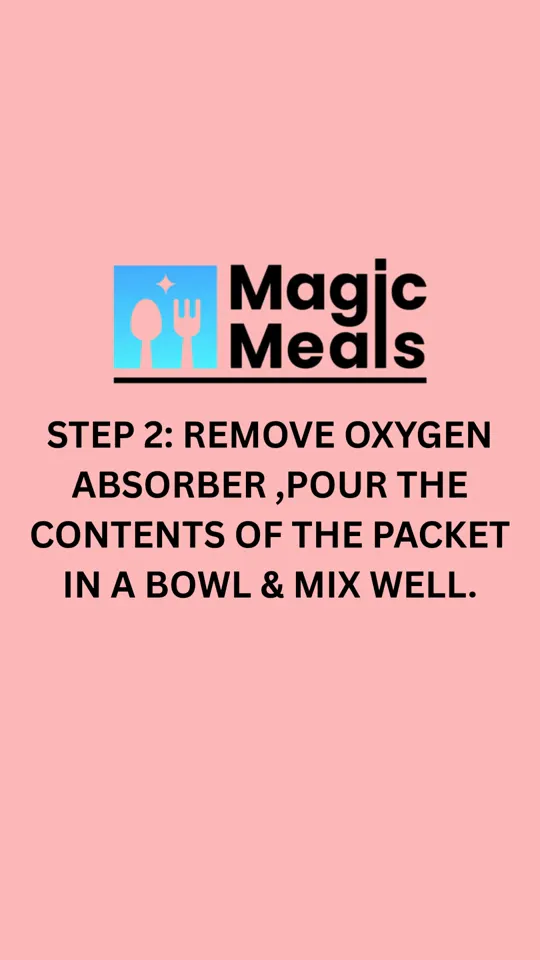 Magic
Meals
STEP 2: REMOVE OXYGEN
ABSORBER ,POUR THE
CONTENTS OF THE PACKET
IN A BOWL & MIX WELL.